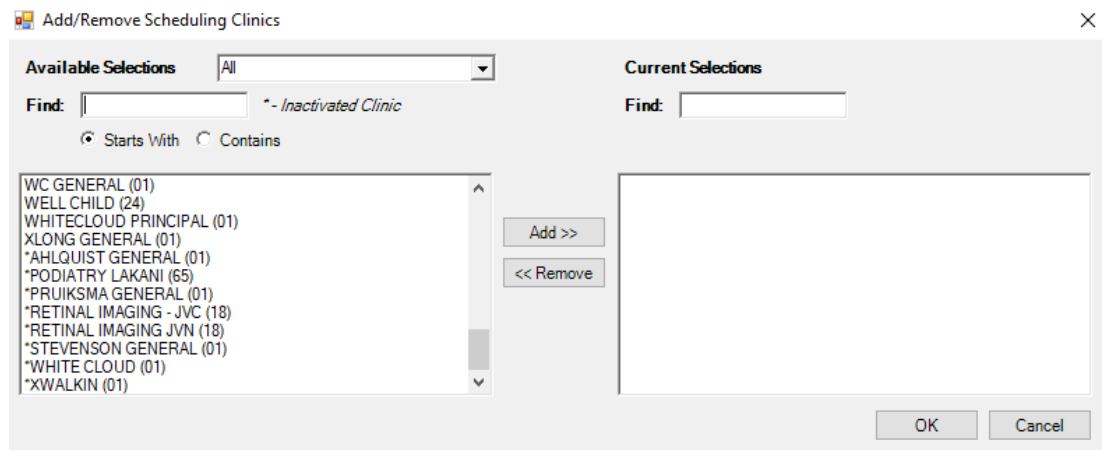 Add/Remove Scheduling Clinics
Available Selections All Current Selections
Find: *- Inactivated Clinic Find:
Starts With Contains
WC GENERAL (01)
WELL CHILD (24)
WHITECLOUD PRINCIPAL (01)
XLONG GENERAL (01)
*AHLQUIST GENERAL (01)
*PODIATRY LAKANI (65)
*PRUIKSMA GENERAL (01)
*RETINAL IMAGING - JVC (18)
*RETINAL IMAGING JVN (18)
*STEVENSON GENERAL (01)
*WHITE CLOUD (01)
*XWALKIN (01)
Add >>
<< Remove
OK Cancel